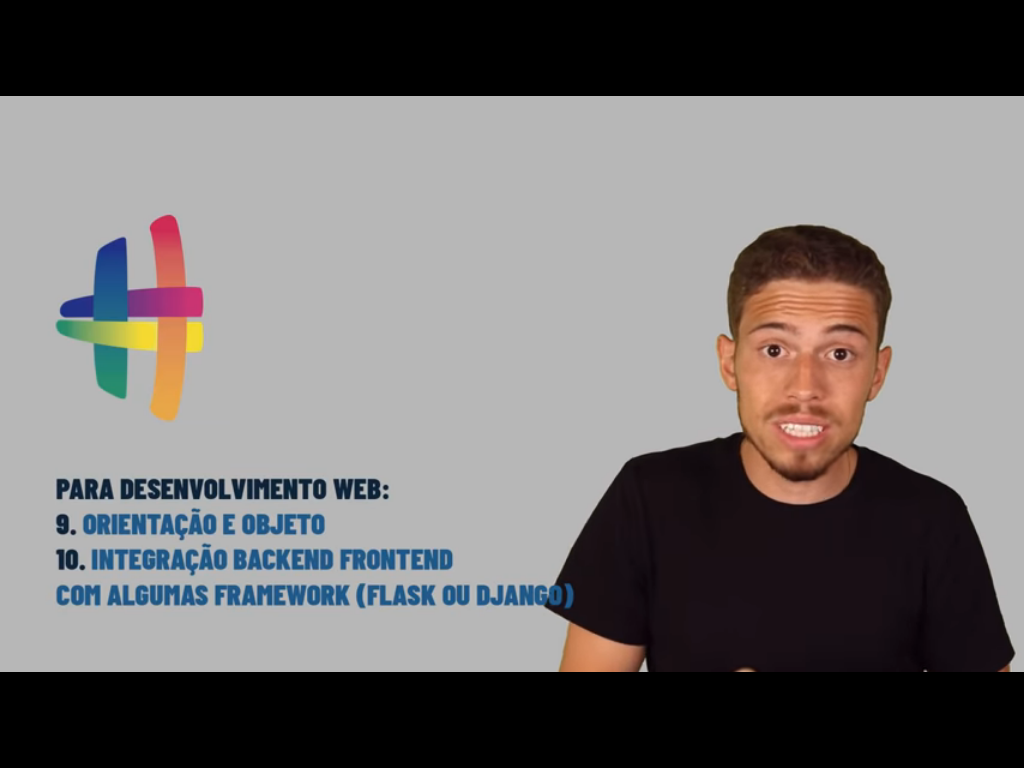 PARA DESENVOLVIMENTO WEB:
9. ORIENTAÇÃO E OBJETO
10. INTEGRAÇÃO BACKEND FRONTEND
COM ALGUMAS FRAMEWORK (FLASK OU DJANGO)